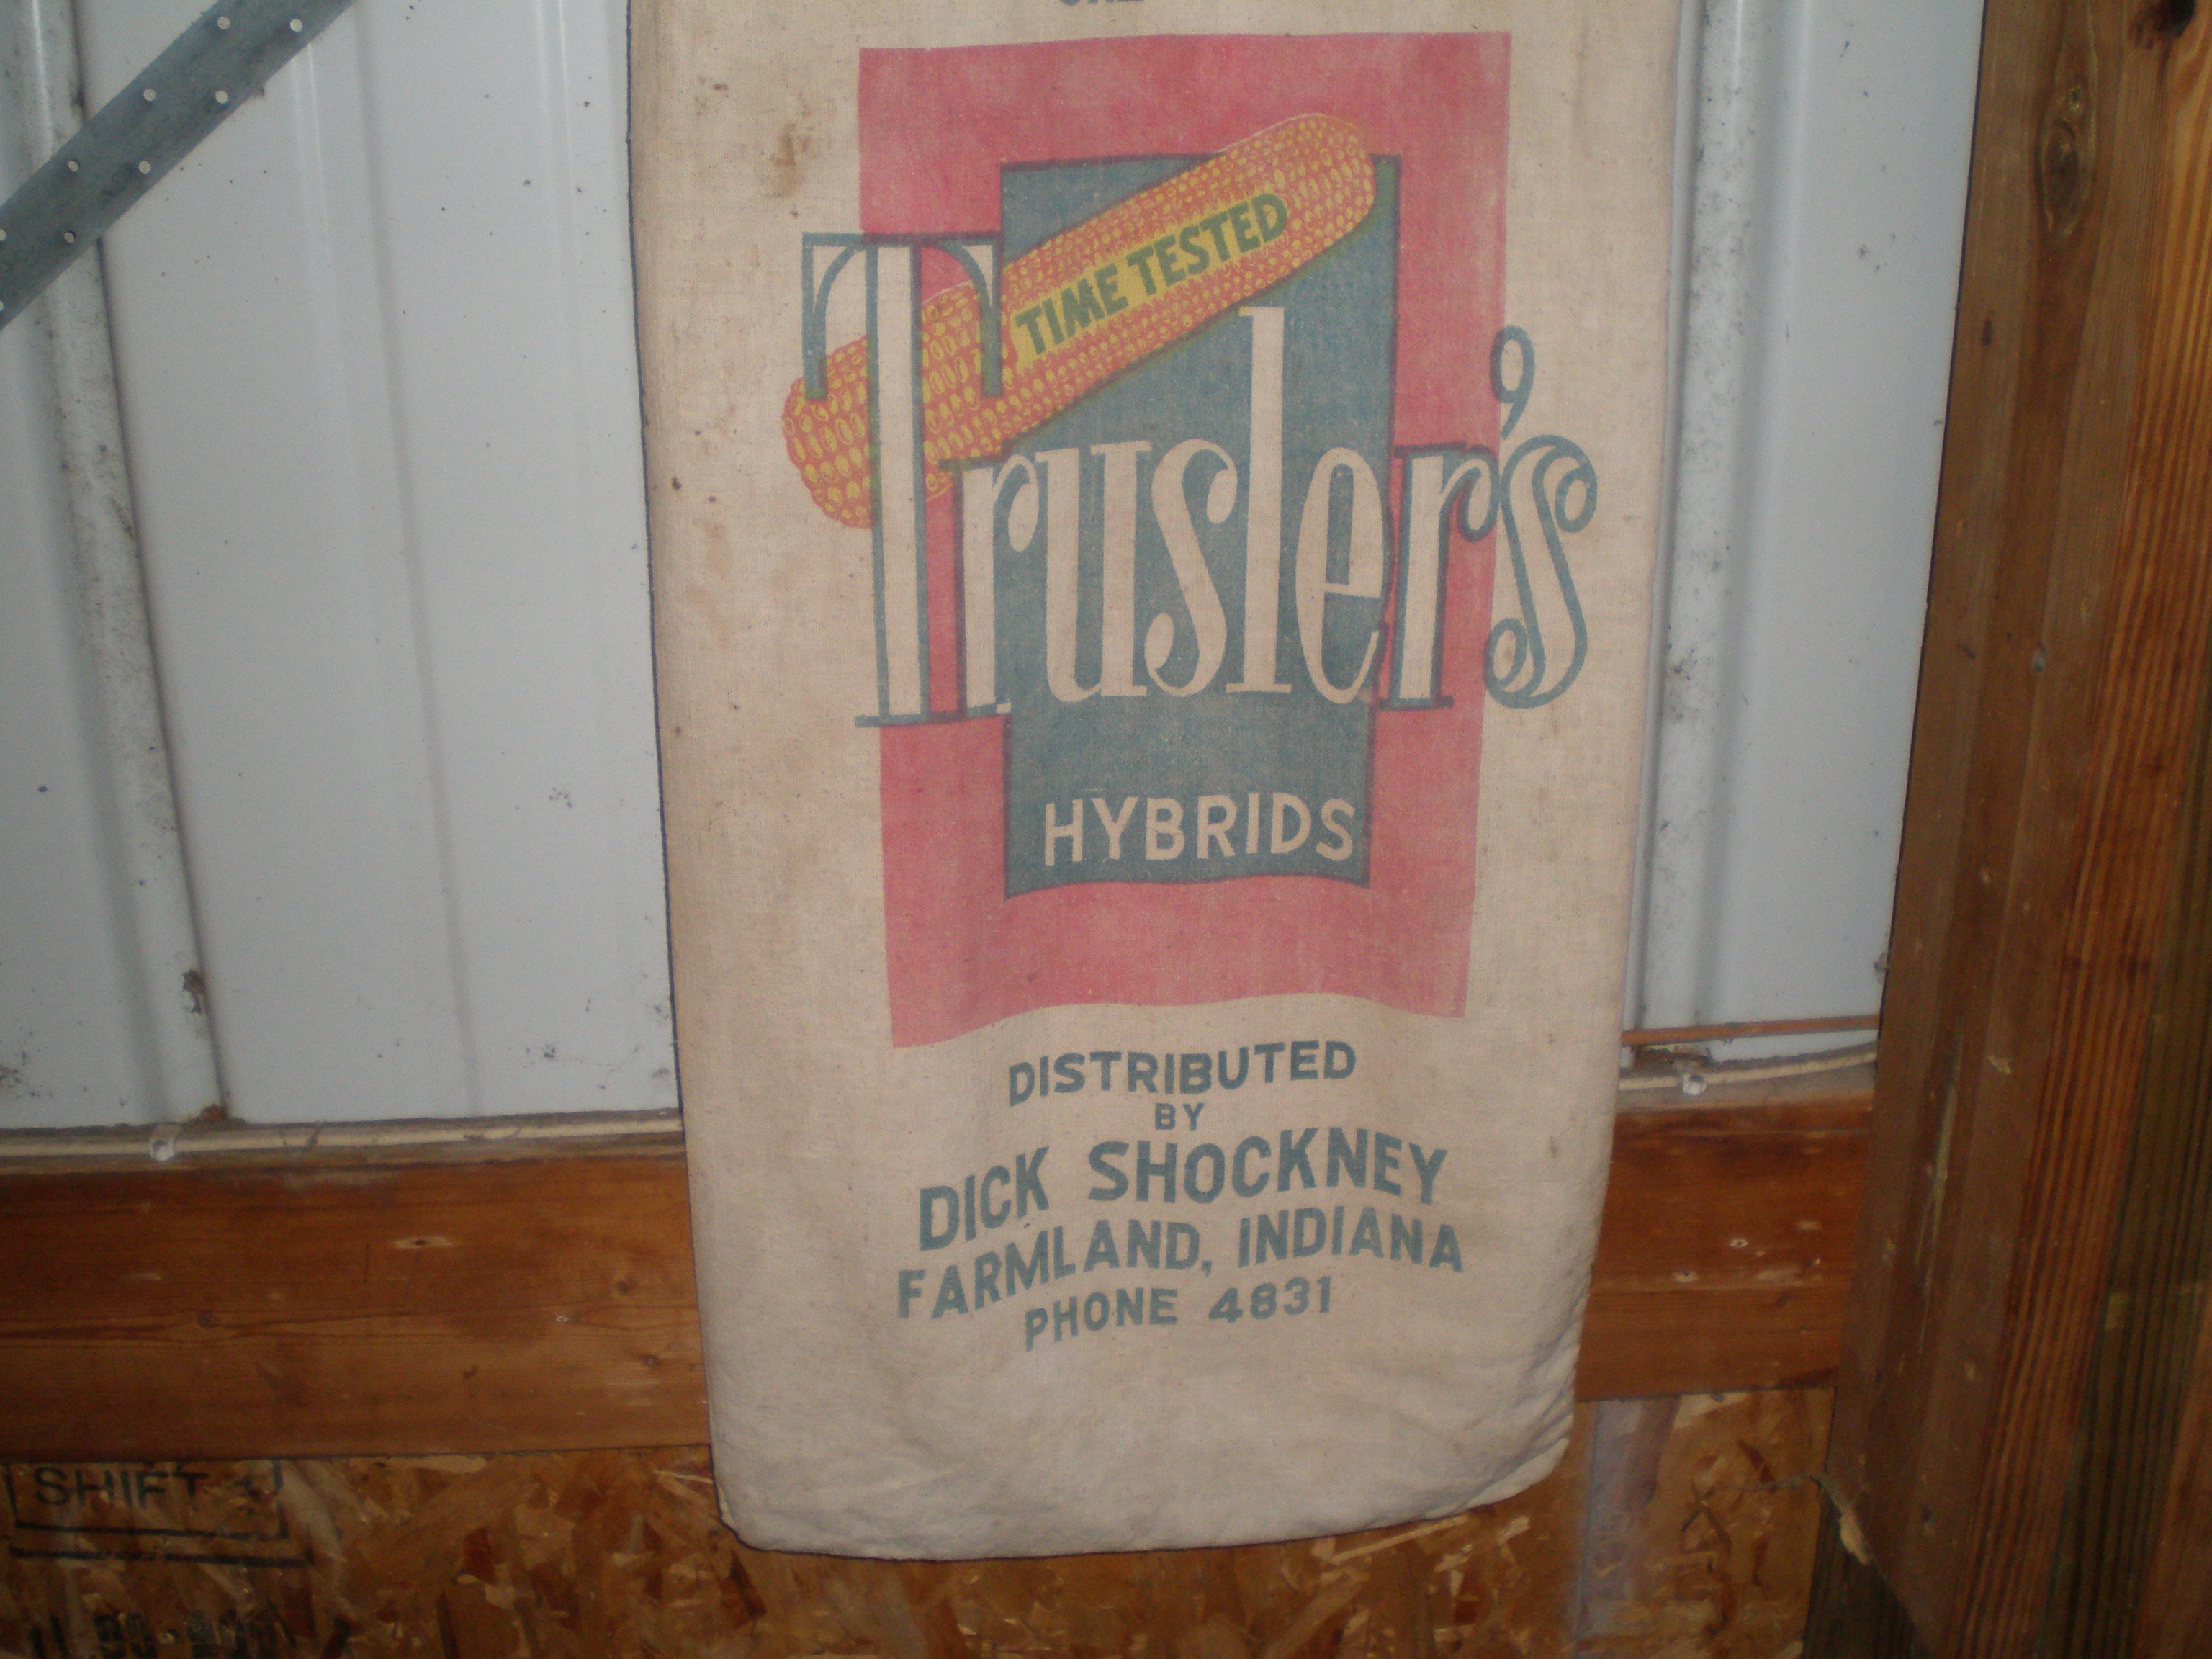 TIME TESTED
Trusler's
HYBRIDS
DISTRIBUTED
BY
DICK SHOCKNEY
FARMLAND, INDIANA
PHONE 4831
SHIFT